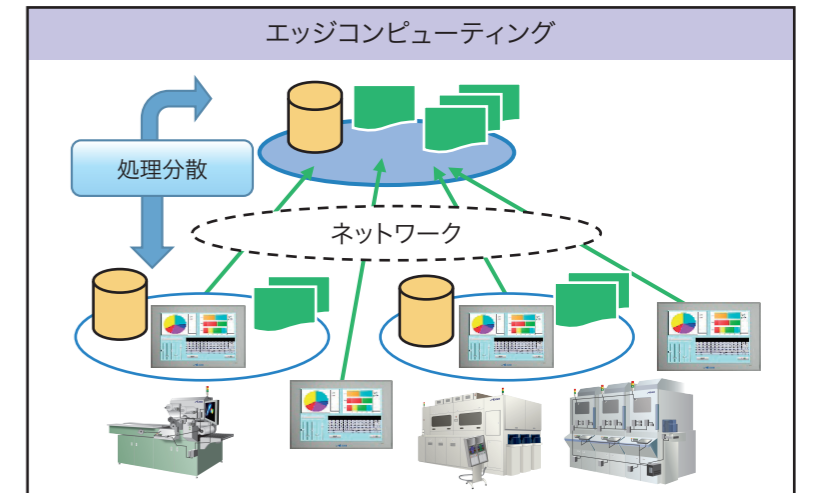 エッジコンピューティング
処理分散
ネットワーク